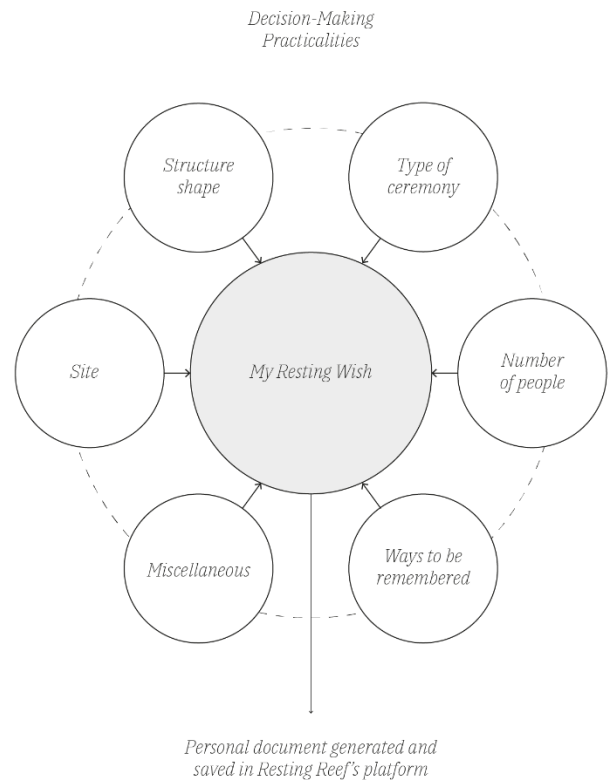 Decision-Making
Practicalities
Structure
shape
Type of
ceremony
Site
My Resting Wish
Number
of people
Miscellaneous
Ways to be
remembered
Personal document generated and
saved in Resting Reef's platform